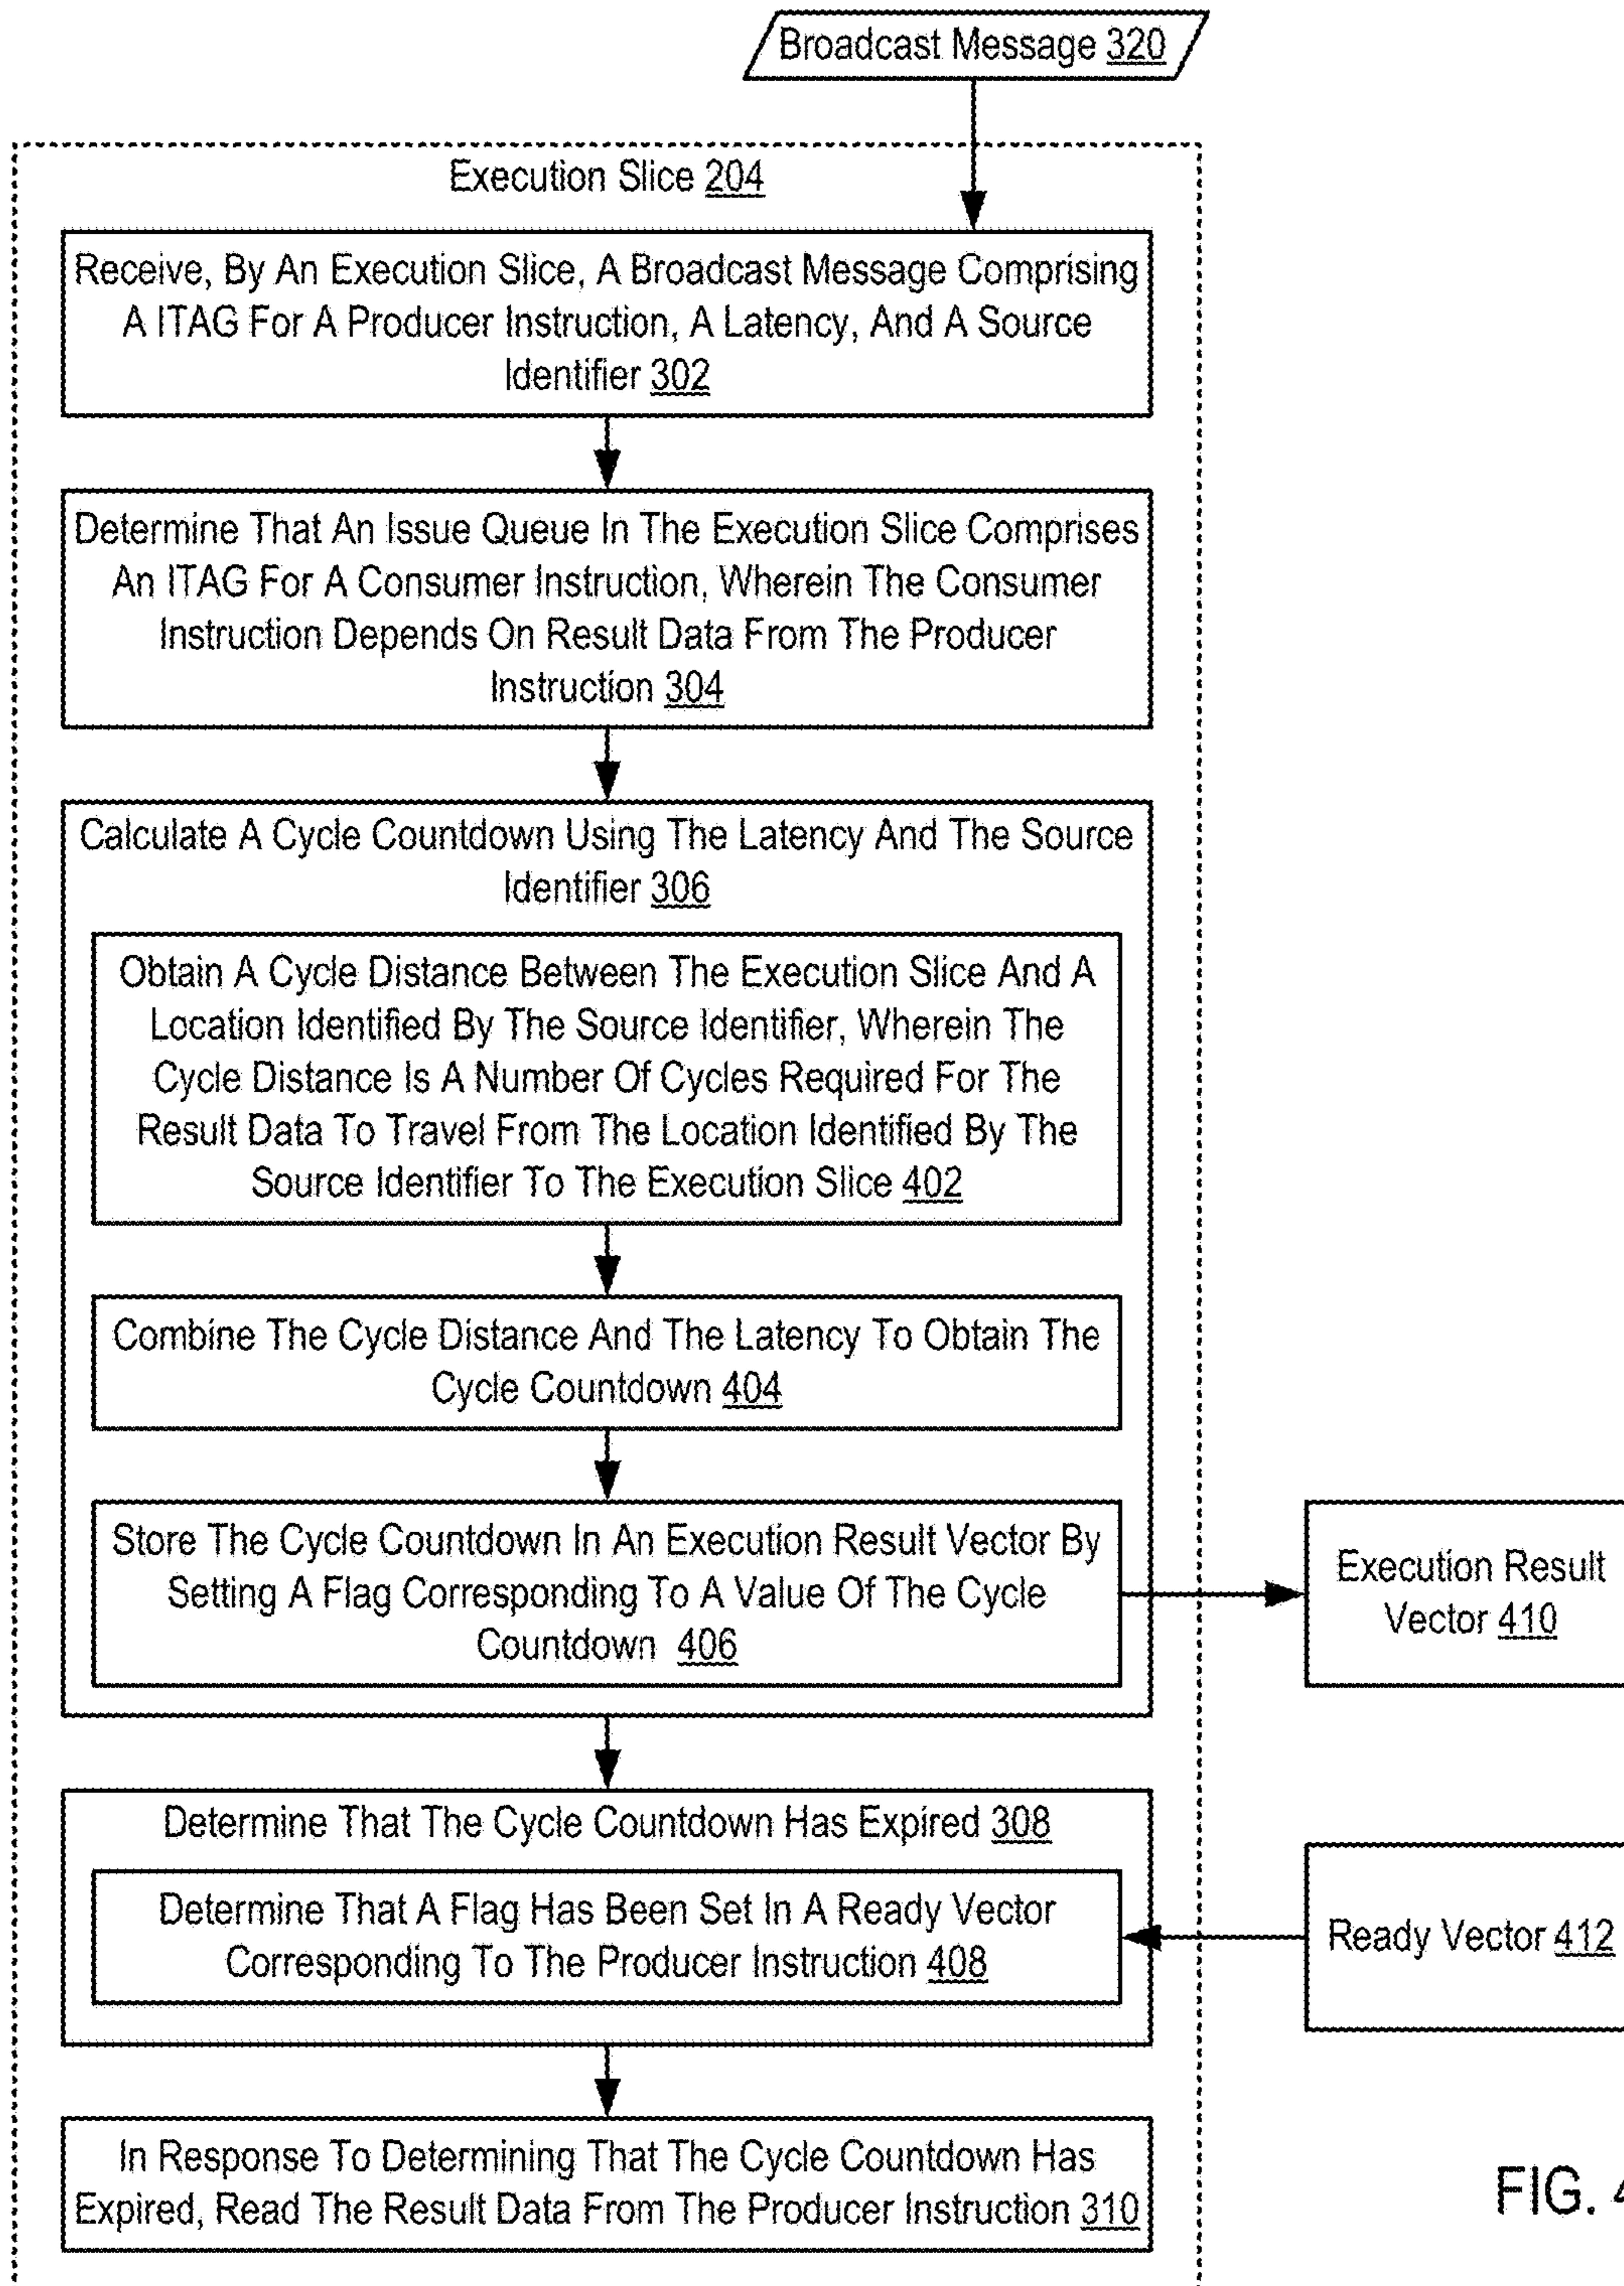 Broadcast Message 320
Execution Slice 204
Receive, By An Execution Slice, A Broadcast Message Comprising
A ITAG For A Producer Instruction, A Latency, And A Source
Identifier 302
Determine That An Issue Queue In The Execution Slice Comprises
An ITAG For A Consumer Instruction, Wherein The Consumer
Instruction Depends On Result Data From The Producer
Instruction 304
Calculate A Cycle Countdown Using The Latency And The Source
Identifier 306
Obtain A Cycle Distance Between The Execution Slice And A
Location Identified By The Source Identifier, Wherein The
Cycle Distance Is A Number Of Cycles Required For The
Result Data To Travel From The Location Identified By The
Source Identifier To The Execution Slice 402
Combine The Cycle Distance And The Latency To Obtain The
Cycle Countdown 404
Store The Cycle Countdown In An Execution Result Vector By
Setting A Flag Corresponding To A Value Of The Cycle
Countdown 406
Execution Result
Vector 410
Determine That The Cycle Countdown Has Expired 308
Determine That A Flag Has Been Set In A Ready Vector
Corresponding To The Producer Instruction 408
Ready Vector 412
In Response To Determining That The Cycle Countdown Has
Expired, Read The Result Data From The Producer Instruction 310
FIG. 4